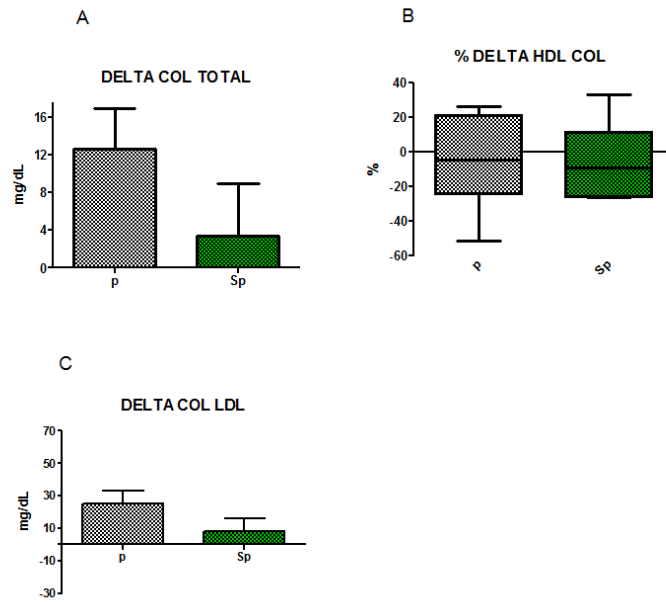 A
DELTA COL TOTAL
mg/dL
16
12
8
4
0
p
Sp
B
% DELTA HDL COL
%
40
20
0
-20
-40
-60
p
Sp
C
DELTA COL LDL
mg/dL
70
50
30
10
-10
-30
p
Sp